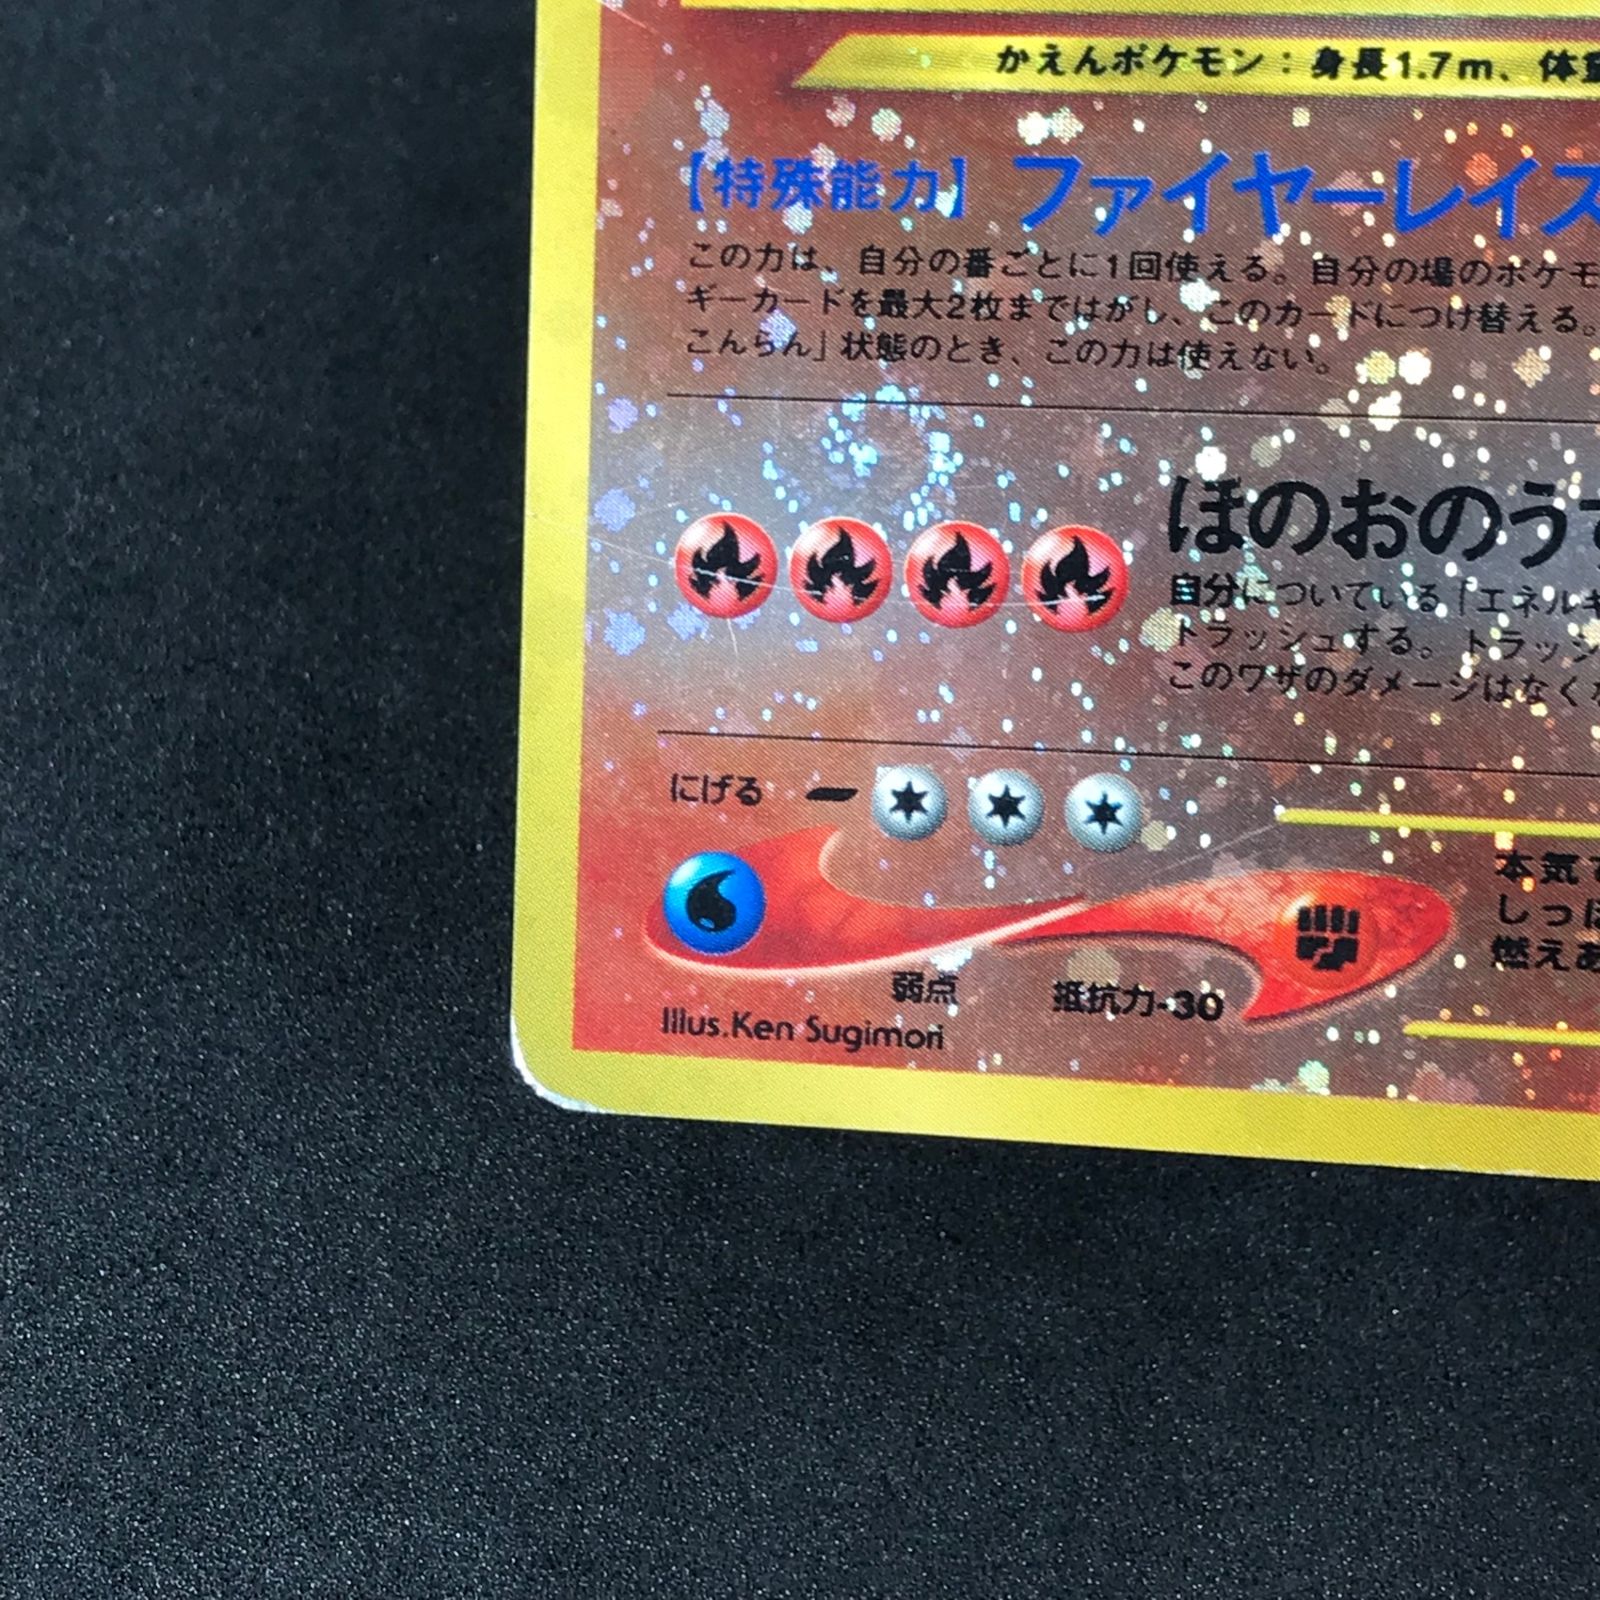 かえんポケモン：身長1.7m、体重
【特殊能力】ファイヤーレイズ
この力は、自分の番ごとに1回使える。自分の場のポケモ
ギーカードを最大2枚まではがし、このカードにつけ替える。
こんらん」状態のとき、この力は使えない。
ほのおのうず
自分についている「エネルギ
トラッシュする。トラッシ
このワザのダメージはなくな
にげる
本気で
しっぽ
燃えあ
弱点
抵抗力-30
Illus.Ken Sugimori